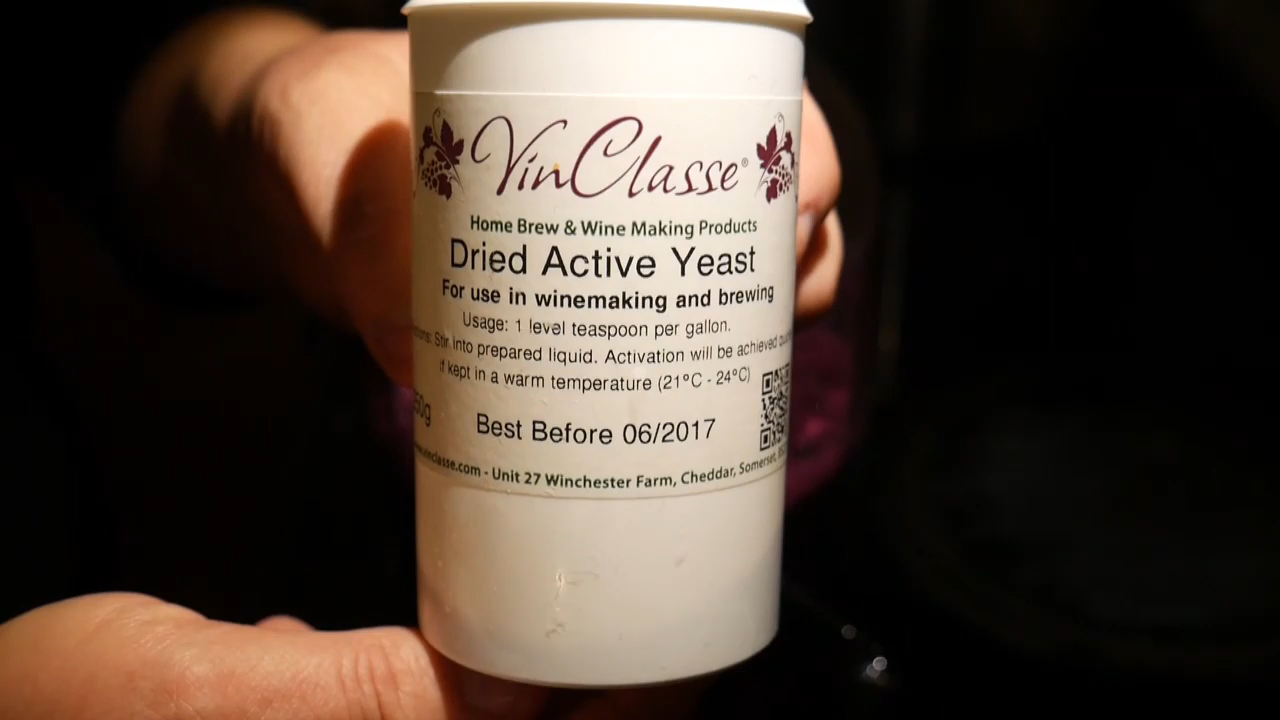 VinClasse®
Home Brew & Wine Making Products
Dried Active Yeast
For use in winemaking and brewing
Usage: 1 level teaspoon per gallon.
Stir into prepared liquid. Activation will be achieved
if kept in a warm temperature (21°C - 24°C)
Best Before 06/2017
.vinclasse.com - Unit 27 Winchester Farm, Cheddar, Somerset,